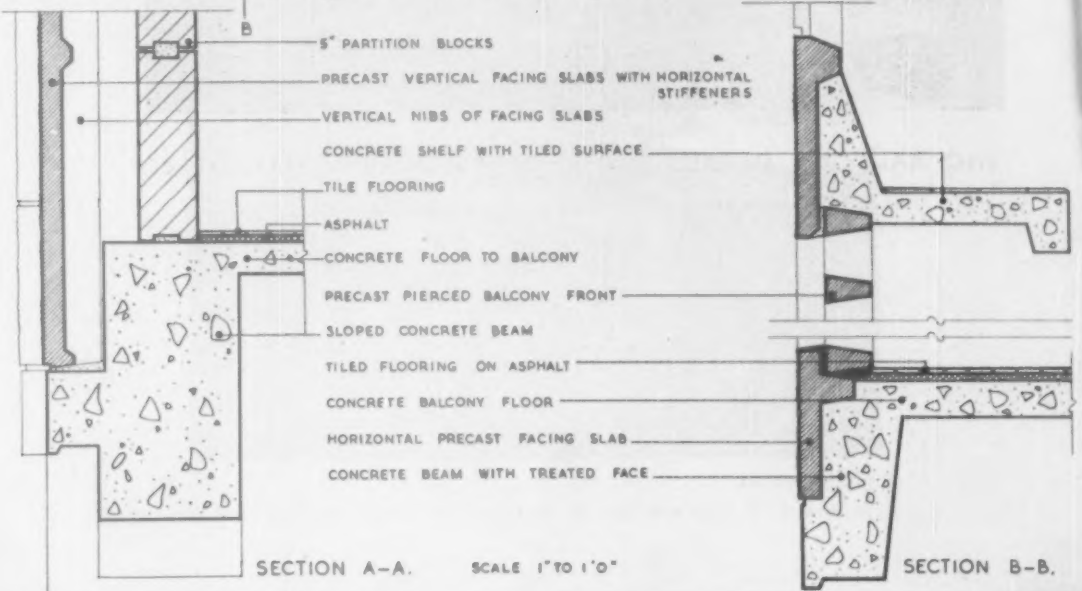 B
5" PARTITION BLOCKS
PRECAST VERTICAL FACING SLABS WITH HORIZONTAL
STIFFENERS
VERTICAL NIBS OF FACING SLABS
CONCRETE SHELF WITH TILED SURFACE
TILE FLOORING
ASPHALT
CONCRETE FLOOR TO BALCONY
PRECAST PIERCED BALCONY FRONT
SLOPED CONCRETE BEAM
TILED FLOORING ON ASPHALT
CONCRETE BALCONY FLOOR
HORIZONTAL PRECAST FACING SLAB
CONCRETE BEAM WITH TREATED FACE
SECTION A-A.
SCALE 1" TO 1'0"
SECTION B-B.